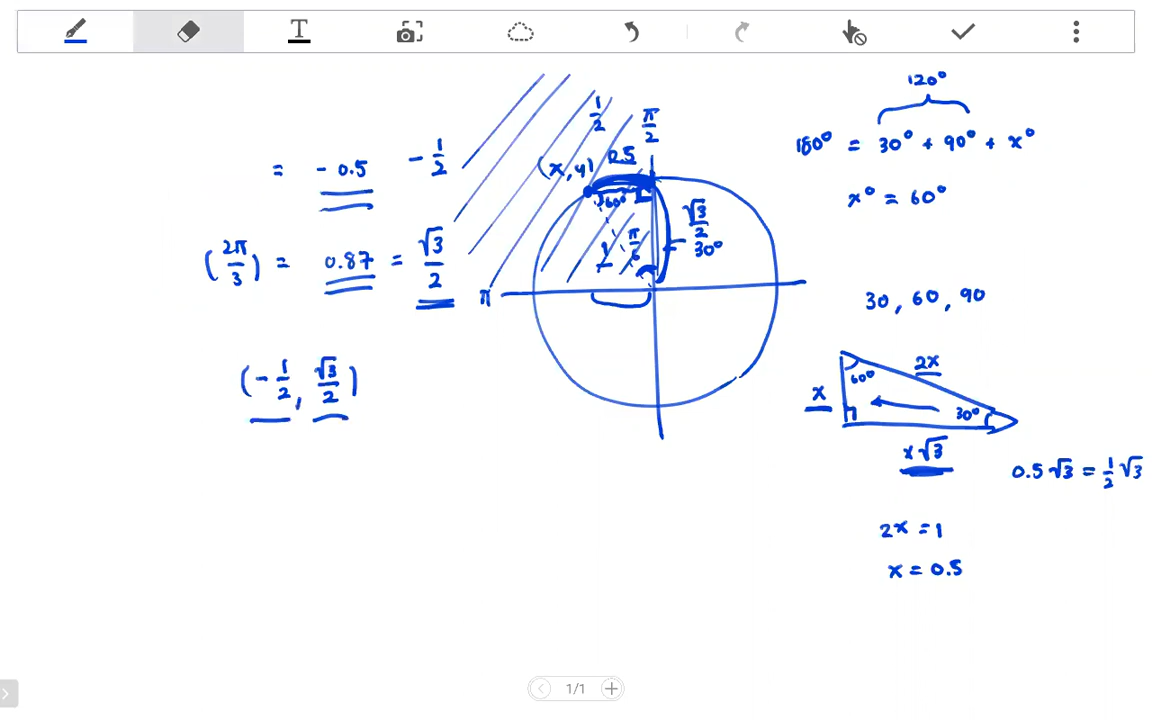 T
= -0.5 -1/2
(2π/3) = 0.87 = √3/2
(-1/2, √3/2)
1/2
π/2
(x, y) 0.5
60°
√3/2
30°
1 π/6
π
120°
180° = 30° + 90° + x°
x° = 60°
30, 60, 90
2x
60°
x
30°
x√3
0.5√3 = 1/2√3
2x = 1
x = 0.5
1/1